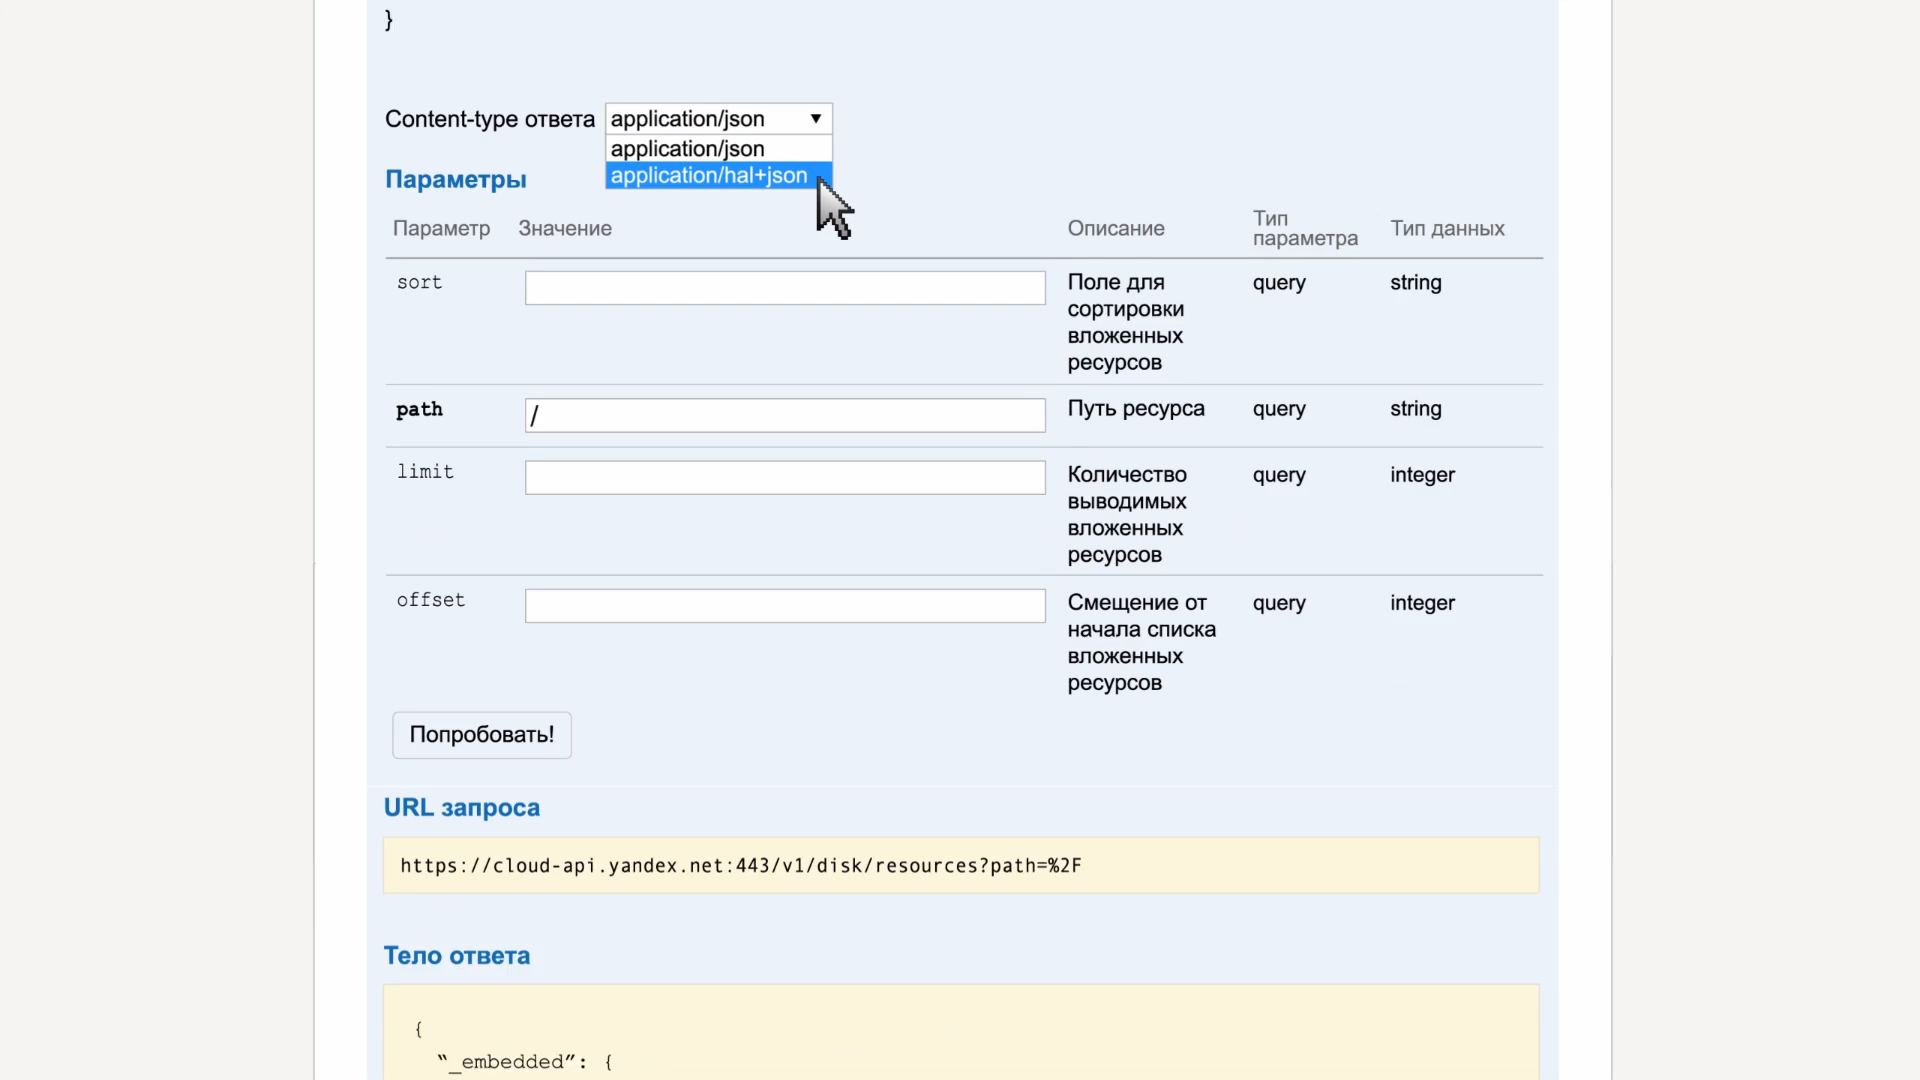 }
Content-type ответа application/json ▼
application/json
application/hal+json
Параметры
Параметр Значение Описание Тип параметра Тип данных
sort Поле для сортировки вложенных ресурсов query string
path / Путь ресурса query string
limit Количество выводимых вложенных ресурсов query integer
offset Смещение от начала списка вложенных ресурсов query integer
Попробовать!
URL запроса
https://cloud-api.yandex.net:443/v1/disk/resources?path=%2F
Тело ответа
{
“_embedded”: {